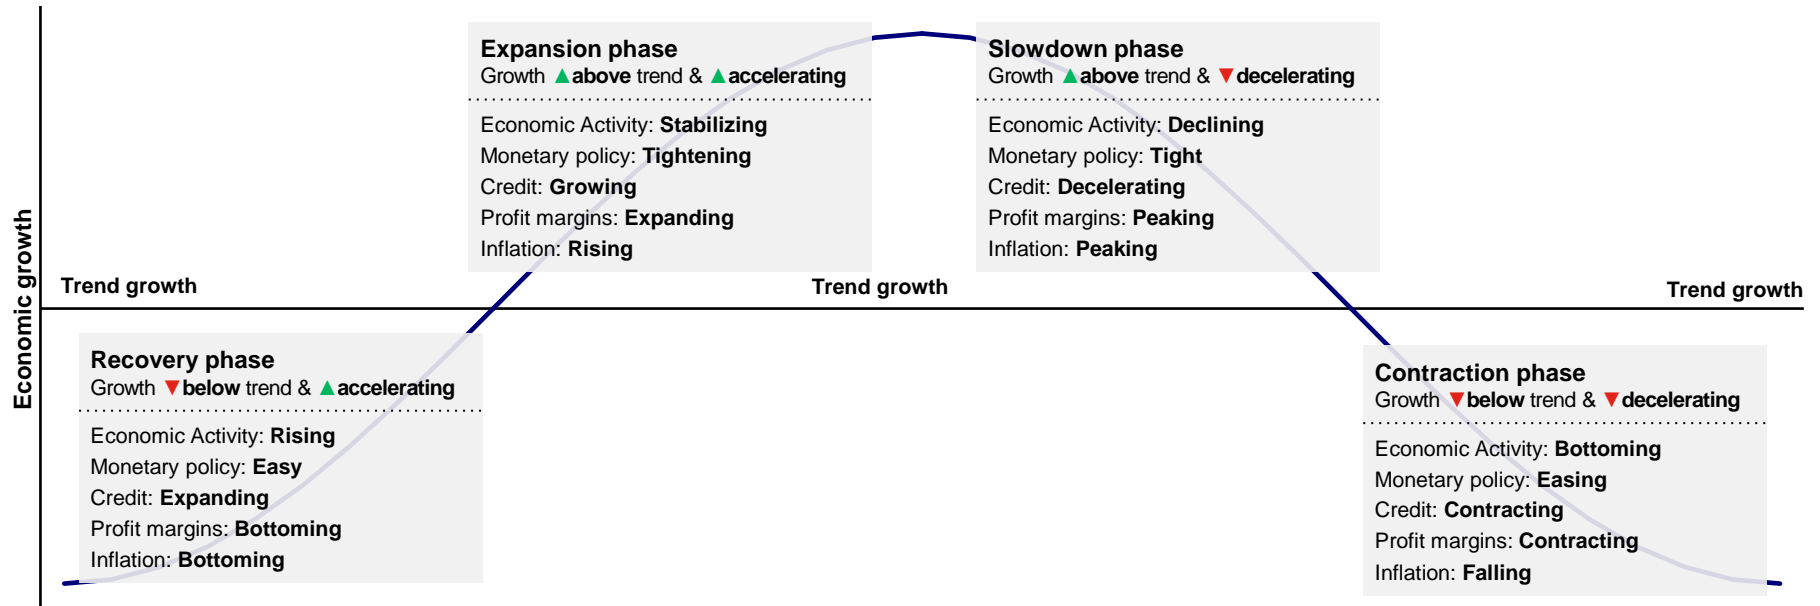 Economic growth
Expansion phase
Growth ▲above trend & ▲accelerating
Economic Activity: Stabilizing
Monetary policy: Tightening
Credit: Growing
Profit margins: Expanding
Inflation: Rising
Slowdown phase
Growth ▲above trend & ▼decelerating
Economic Activity: Declining
Monetary policy: Tight
Credit: Decelerating
Profit margins: Peaking
Inflation: Peaking
Trend growth
Trend growth
Trend growth
Recovery phase
Growth ▼below trend & ▲accelerating
Economic Activity: Rising
Monetary policy: Easy
Credit: Expanding
Profit margins: Bottoming
Inflation: Bottoming
Contraction phase
Growth ▼below trend & ▼decelerating
Economic Activity: Bottoming
Monetary policy: Easing
Credit: Contracting
Profit margins: Contracting
Inflation: Falling